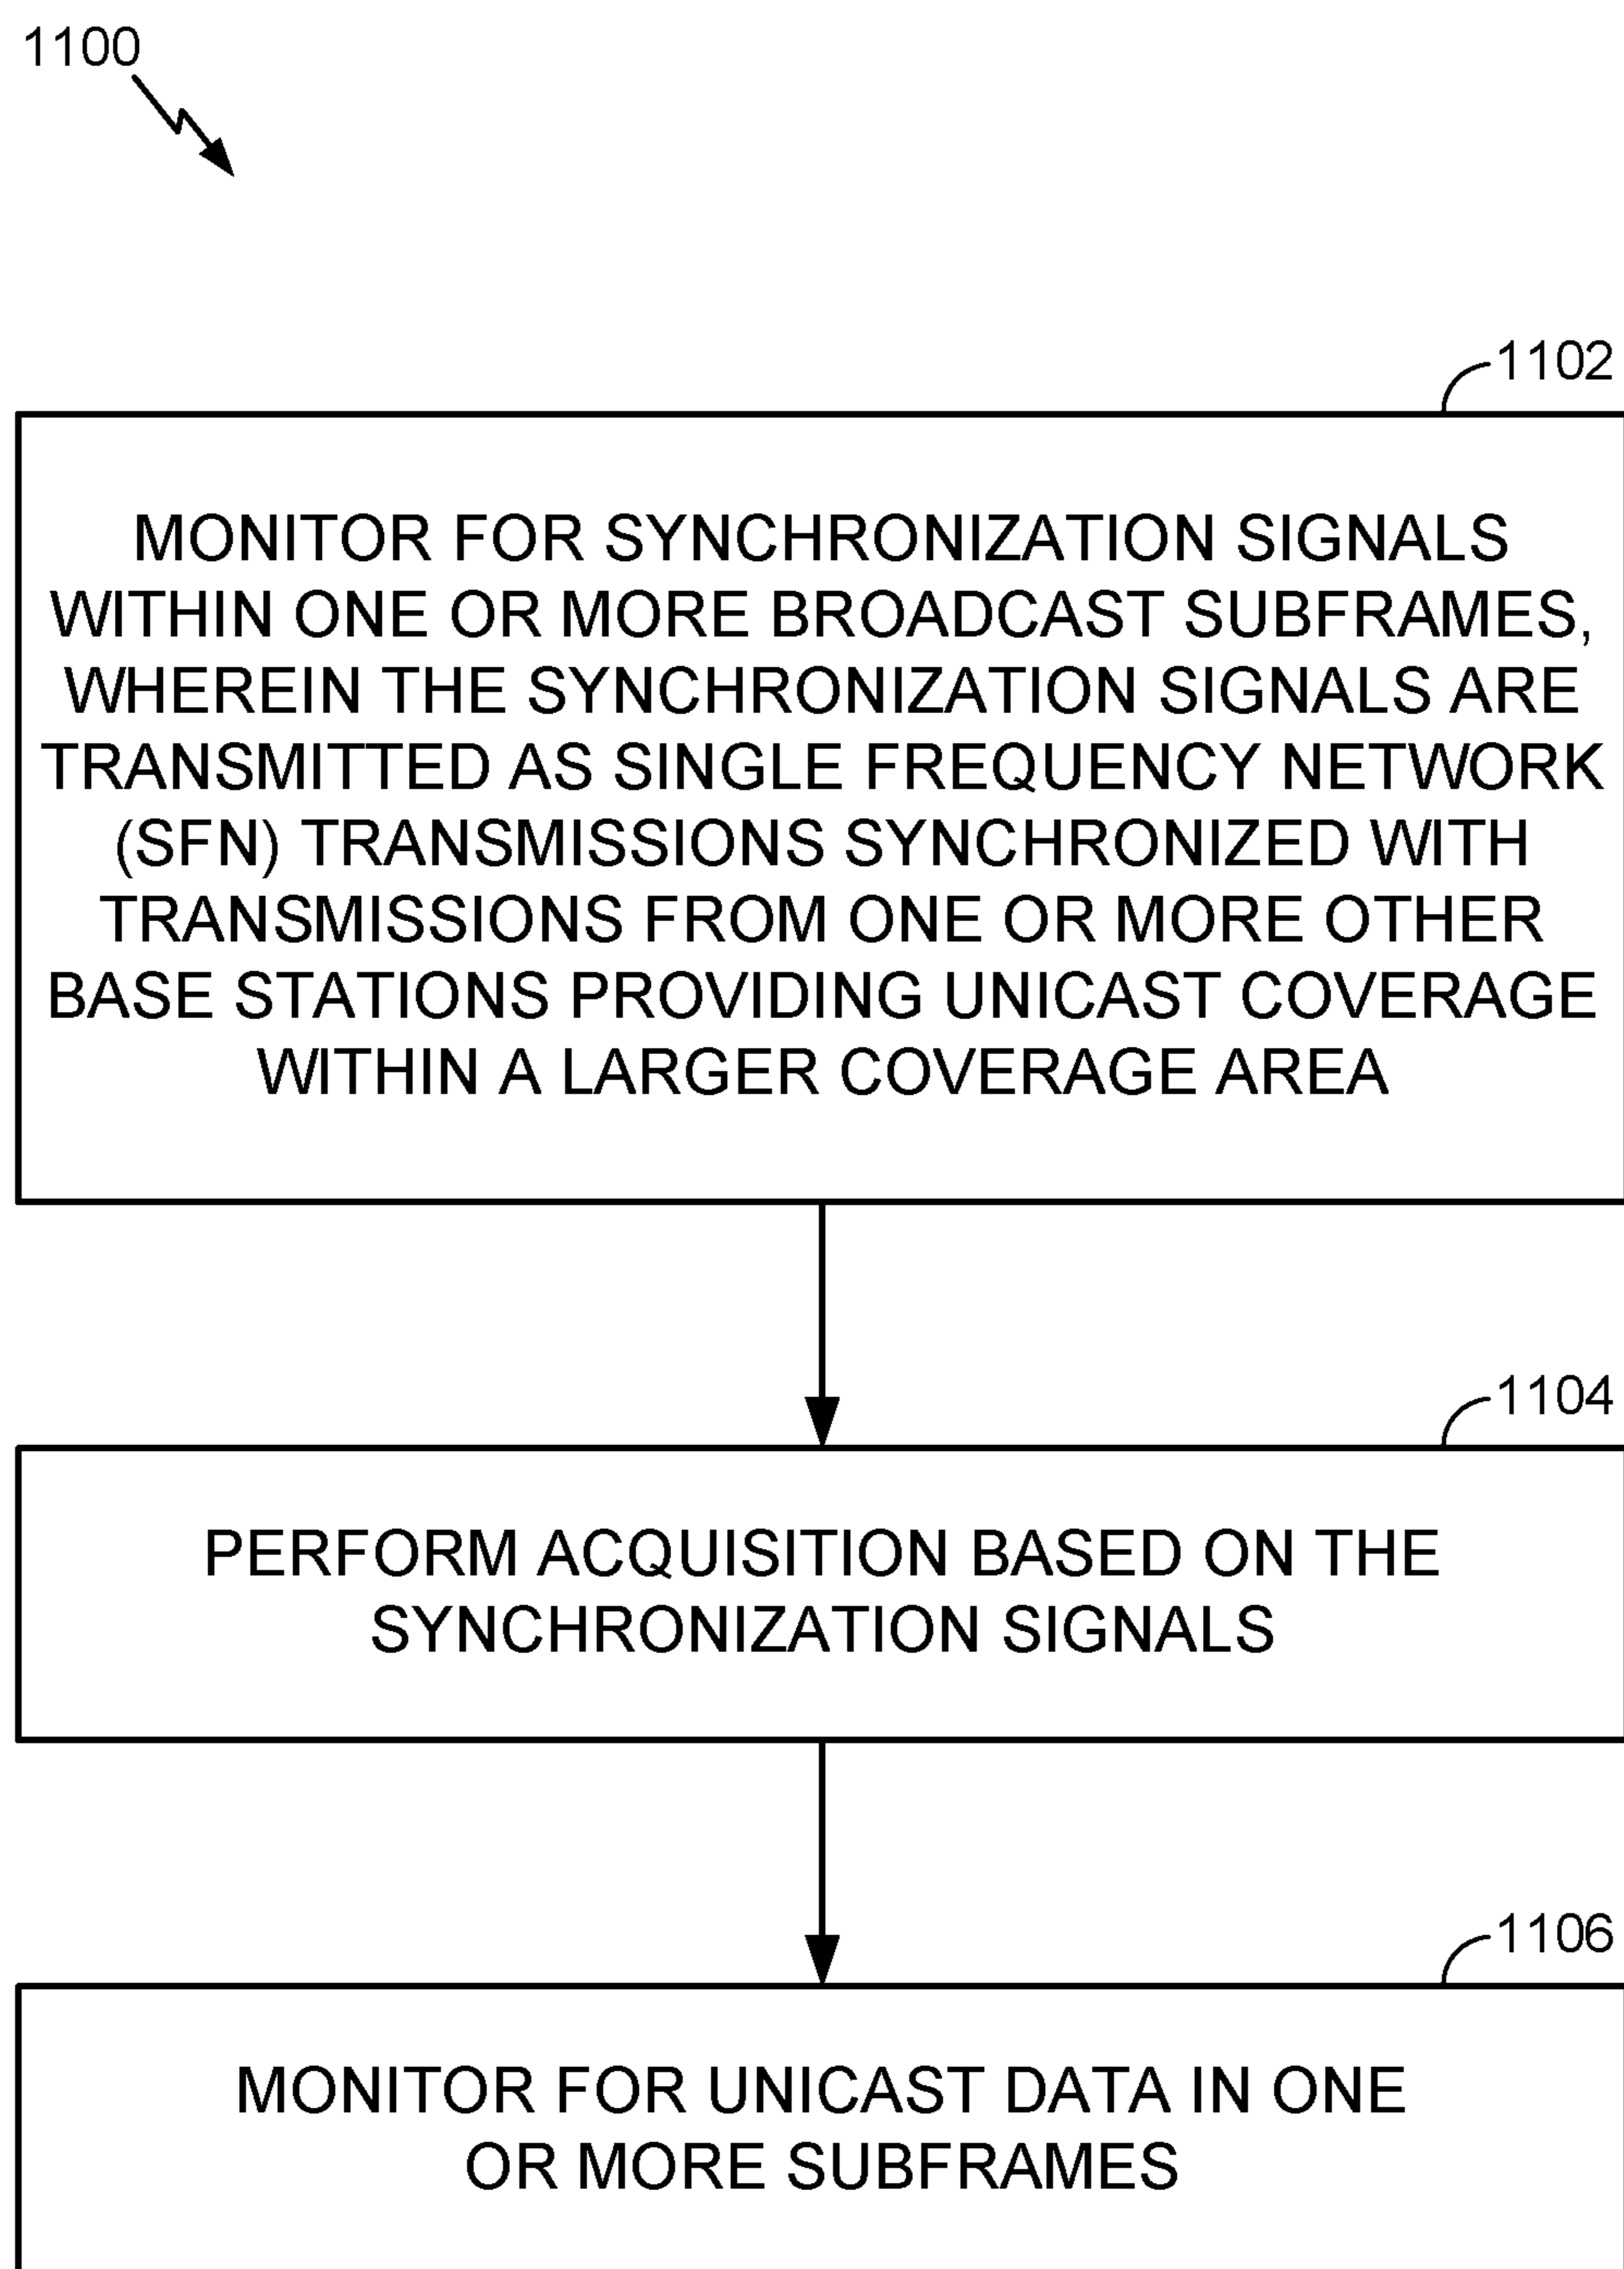 1100
1102
MONITOR FOR SYNCHRONIZATION SIGNALS
WITHIN ONE OR MORE BROADCAST SUBFRAMES,
WHEREIN THE SYNCHRONIZATION SIGNALS ARE
TRANSMITTED AS SINGLE FREQUENCY NETWORK
(SFN) TRANSMISSIONS SYNCHRONIZED WITH
TRANSMISSIONS FROM ONE OR MORE OTHER
BASE STATIONS PROVIDING UNICAST COVERAGE
WITHIN A LARGER COVERAGE AREA
1104
PERFORM ACQUISITION BASED ON THE
SYNCHRONIZATION SIGNALS
1106
MONITOR FOR UNICAST DATA IN ONE
OR MORE SUBFRAMES